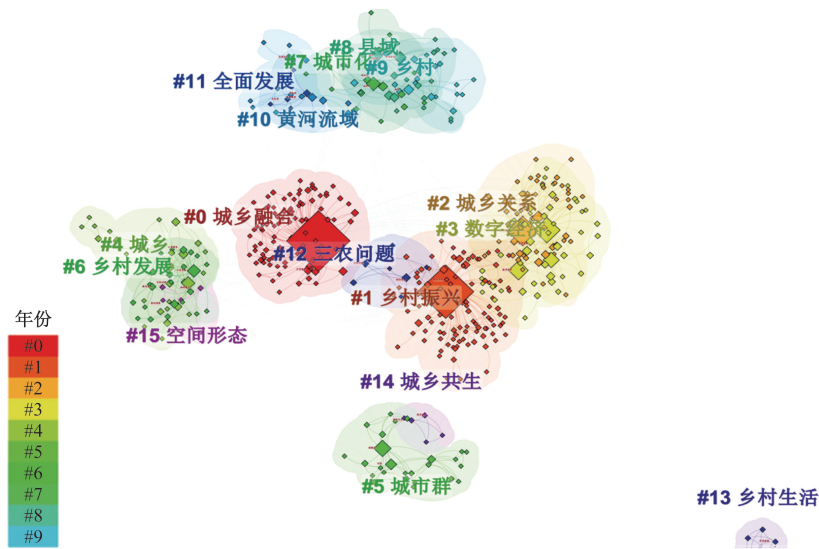 #8 县域
#7 城市化
#9 乡村
#11 全面发展
#10 黄河流域
#2 城乡关系
#0 城乡融合
#3 数字经济
#4 城乡
#12 三农问题
#6 乡村发展
#1 乡村振兴
#15 空间形态
#14 城乡共生
#5 城市群
#13 乡村生活
年份
#0
#1
#2
#3
#4
#5
#6
#7
#8
#9